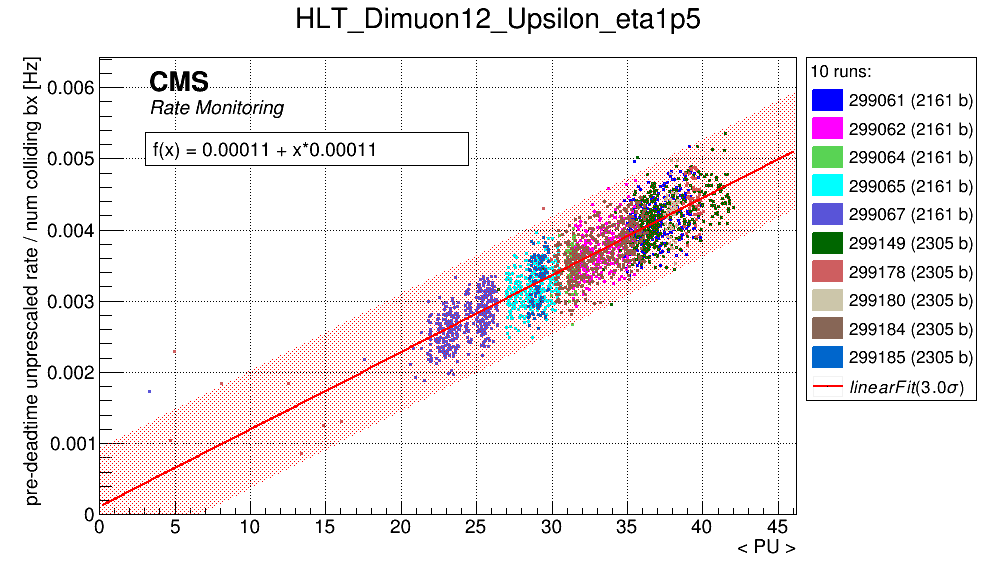 HLT_Dimuon12_Upsilon_eta1p5
pre-deadtime unprescaled rate / num colliding bx [Hz]
0.006
0.005
0.004
0.003
0.002
0.001
0
CMS
Rate Monitoring
f(x) = 0.00011 + x*0.00011
0 5 10 15 20 25 30 35 40 45
< PU >
10 runs:
299061 (2161 b)
299062 (2161 b)
299064 (2161 b)
299065 (2161 b)
299067 (2161 b)
299149 (2305 b)
299178 (2305 b)
299180 (2305 b)
299184 (2305 b)
299185 (2305 b)
linearFit(3.0σ)